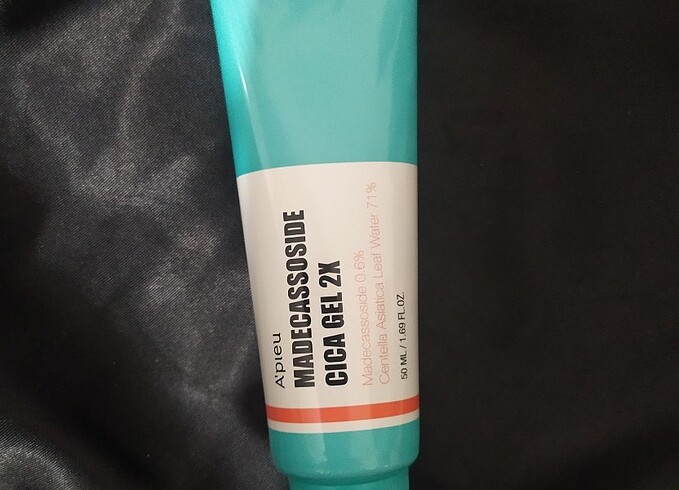 A'pieu
MADECASSOSIDE
CICA GEL 2X
Madecassoside 0.6%
Centella Asiatica Leaf Water 71%
50 ML / 1.69 FL.OZ.